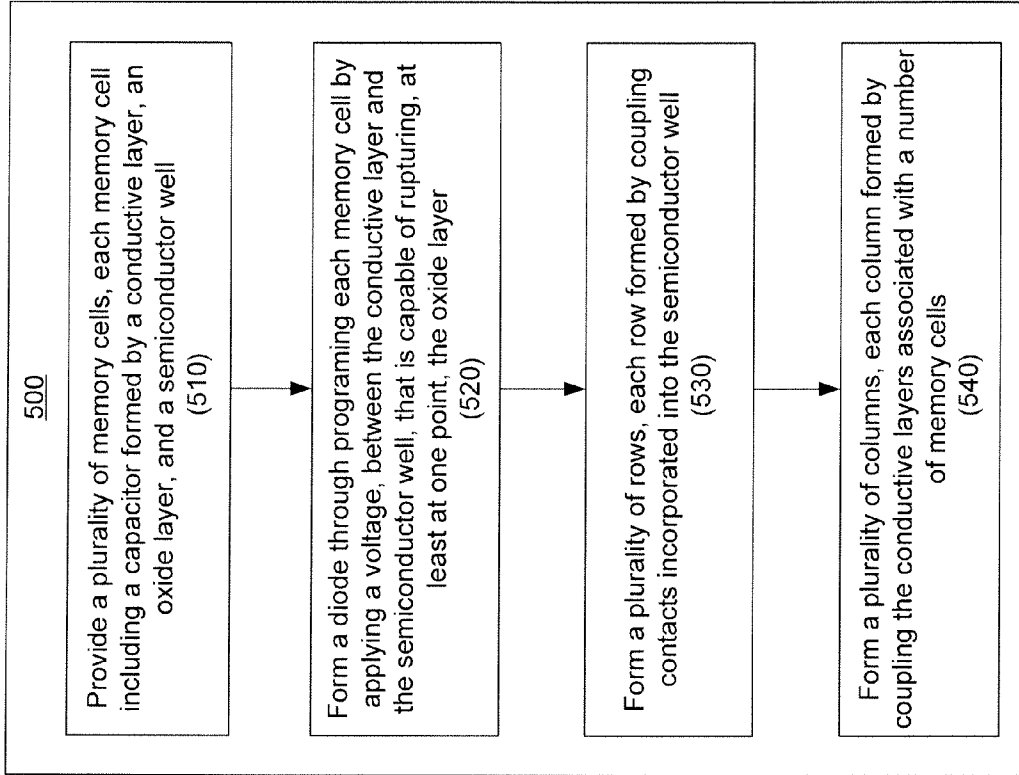 500
Provide a plurality of memory cells, each memory cell
including a capacitor formed by a conductive layer, an
oxide layer, and a semiconductor well
(510)
Form a diode through programing each memory cell by
applying a voltage, between the conductive layer and
the semiconductor well, that is capable of rupturing, at
least at one point, the oxide layer
(520)
Form a plurality of rows, each row formed by coupling
contacts incorporated into the semiconductor well
(530)
Form a plurality of columns, each column formed by
coupling the conductive layers associated with a number
of memory cells
(540)